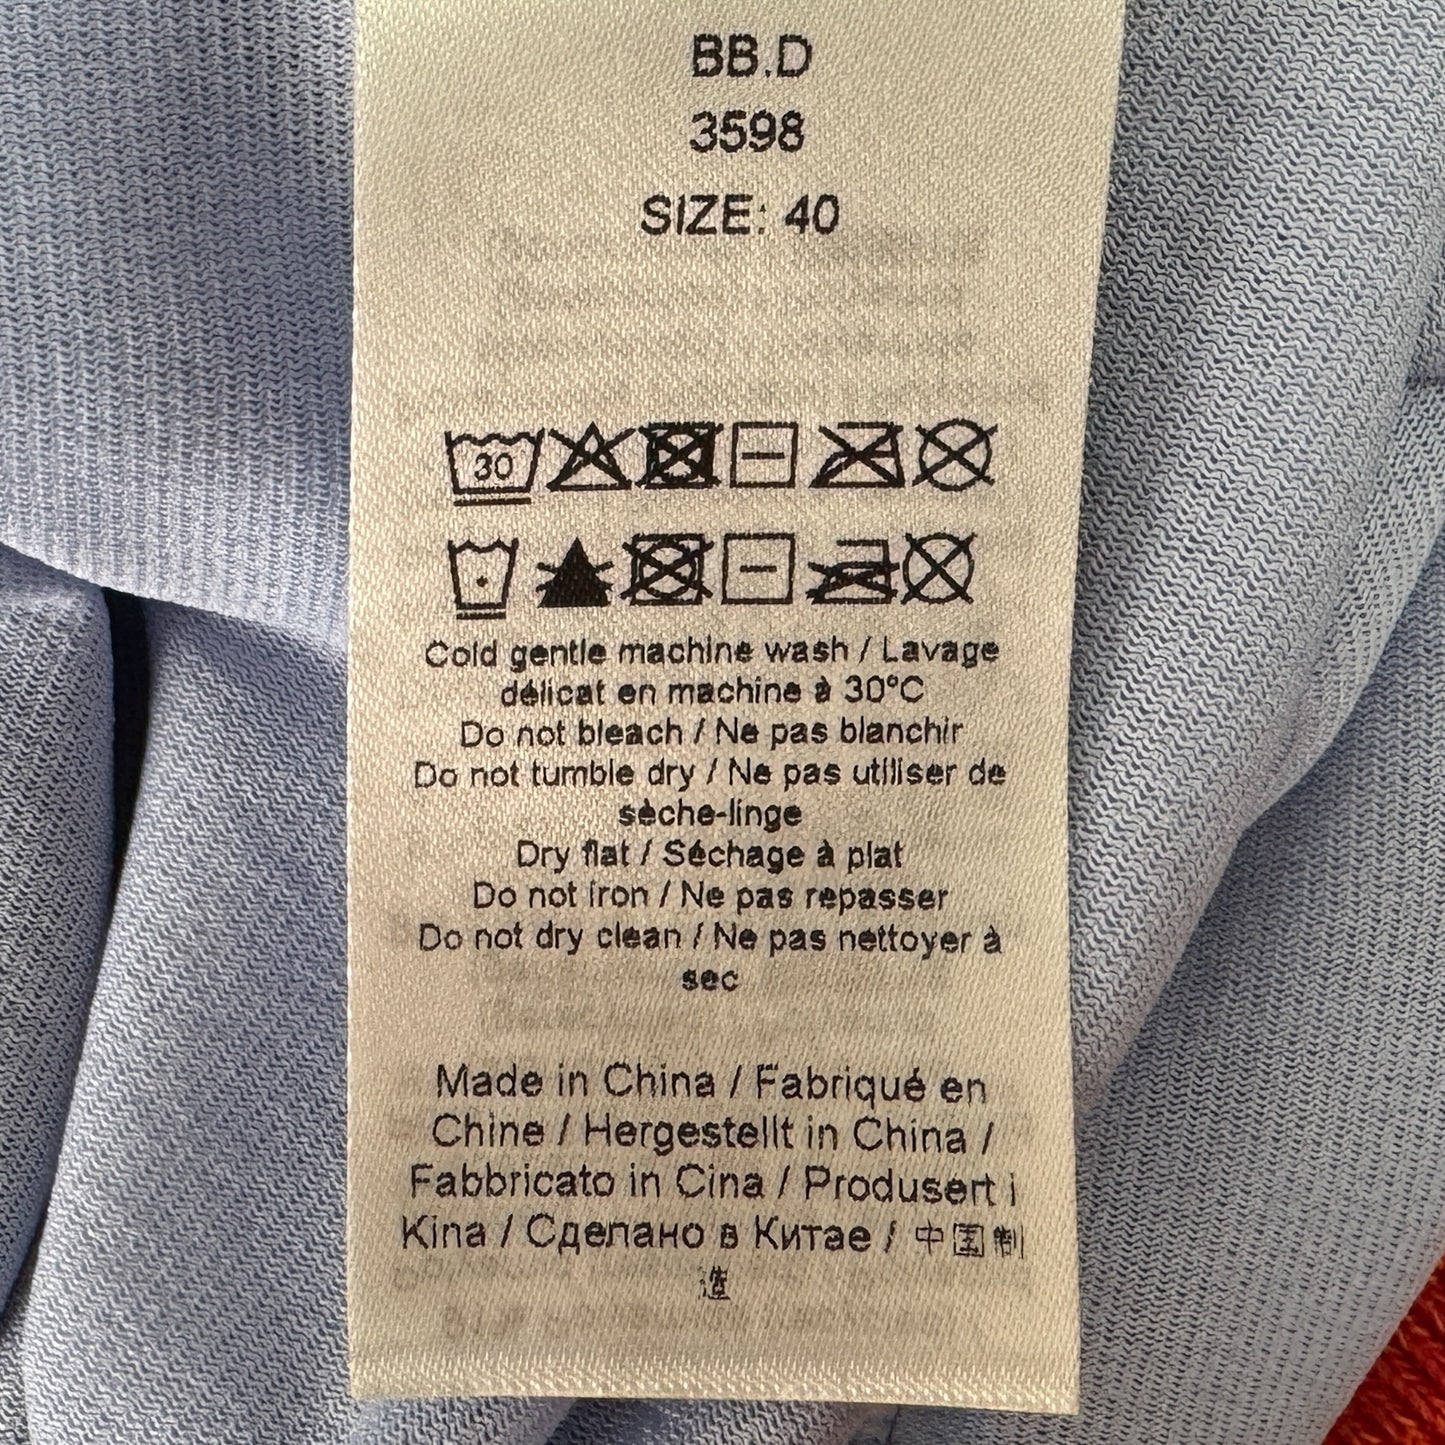 BB.D
3598
SIZE: 40
30
Cold gentle machine wash / Lavage
délicat en machine à 30°C
Do not bleach / Ne pas blanchir
Do not tumble dry / Ne pas utiliser de
sèche-linge
Dry flat / Séchage à plat
Do not iron / Ne pas repasser
Do not dry clean / Ne pas nettoyer à
sec
Made in China / Fabriqué en
Chine / Hergestellt in China /
Fabbricato in Cina / Produsert i
Kina / Сделано в Китае / 中国制
造